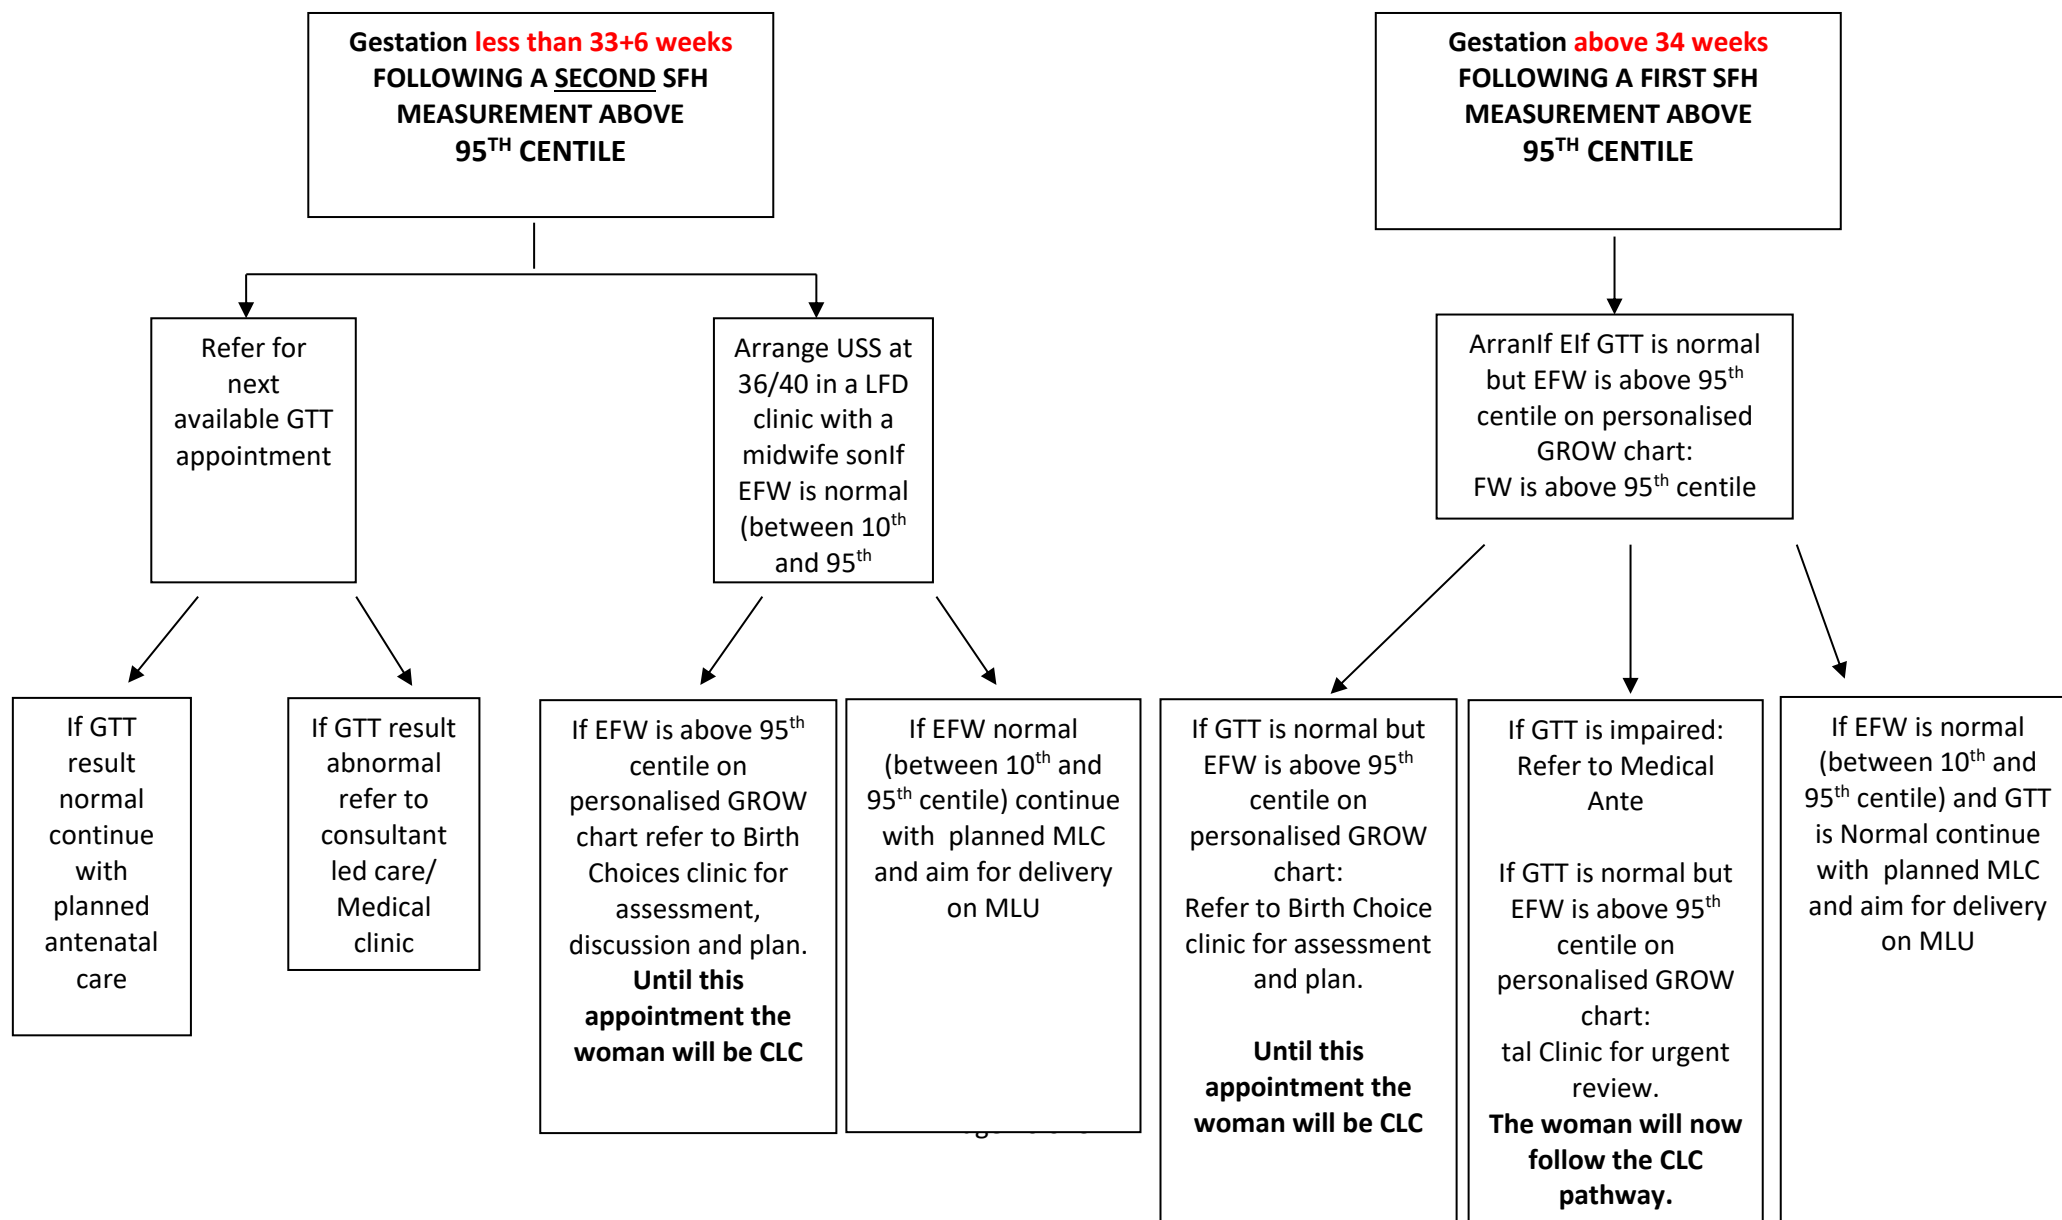 Gestation less than 33+6 weeks
FOLLOWING A SECOND SFH
MEASUREMENT ABOVE
95TH CENTILE
Gestation above 34 weeks
FOLLOWING A FIRST SFH
MEASUREMENT ABOVE
95TH CENTILE
Refer for
next
available GTT
appointment
Arrange USS at
36/40 in a LFD
clinic with a
midwife sonIf
EFW is normal
(between 10th
and 95th
ArranIf EIf GTT is normal
but EFW is above 95th
centile on personalised
GROW chart:
FW is above 95th centile
If GTT
result
normal
continue
with
planned
antenatal
care
If GTT result
abnormal
refer to
consultant
led care/
Medical
clinic
If EFW is above 95th
centile on
personalised GROW
chart refer to Birth
Choices clinic for
assessment,
discussion and plan.
Until this
appointment the
woman will be CLC
If EFW normal
(between 10th and
95th centile) continue
with planned MLC
and aim for delivery
on MLU
If GTT is normal but
EFW is above 95th
centile on
personalised GROW
chart:
Refer to Birth Choice
clinic for assessment
and plan.
Until this
appointment the
woman will be CLC
If GTT is impaired:
Refer to Medical
Ante
If GTT is normal but
EFW is above 95th
centile on
personalised GROW
chart:
tal Clinic for urgent
review.
The woman will now
follow the CLC
pathway.
If EFW is normal
(between 10th and
95th centile) and GTT
is Normal continue
with planned MLC
and aim for delivery
on MLU